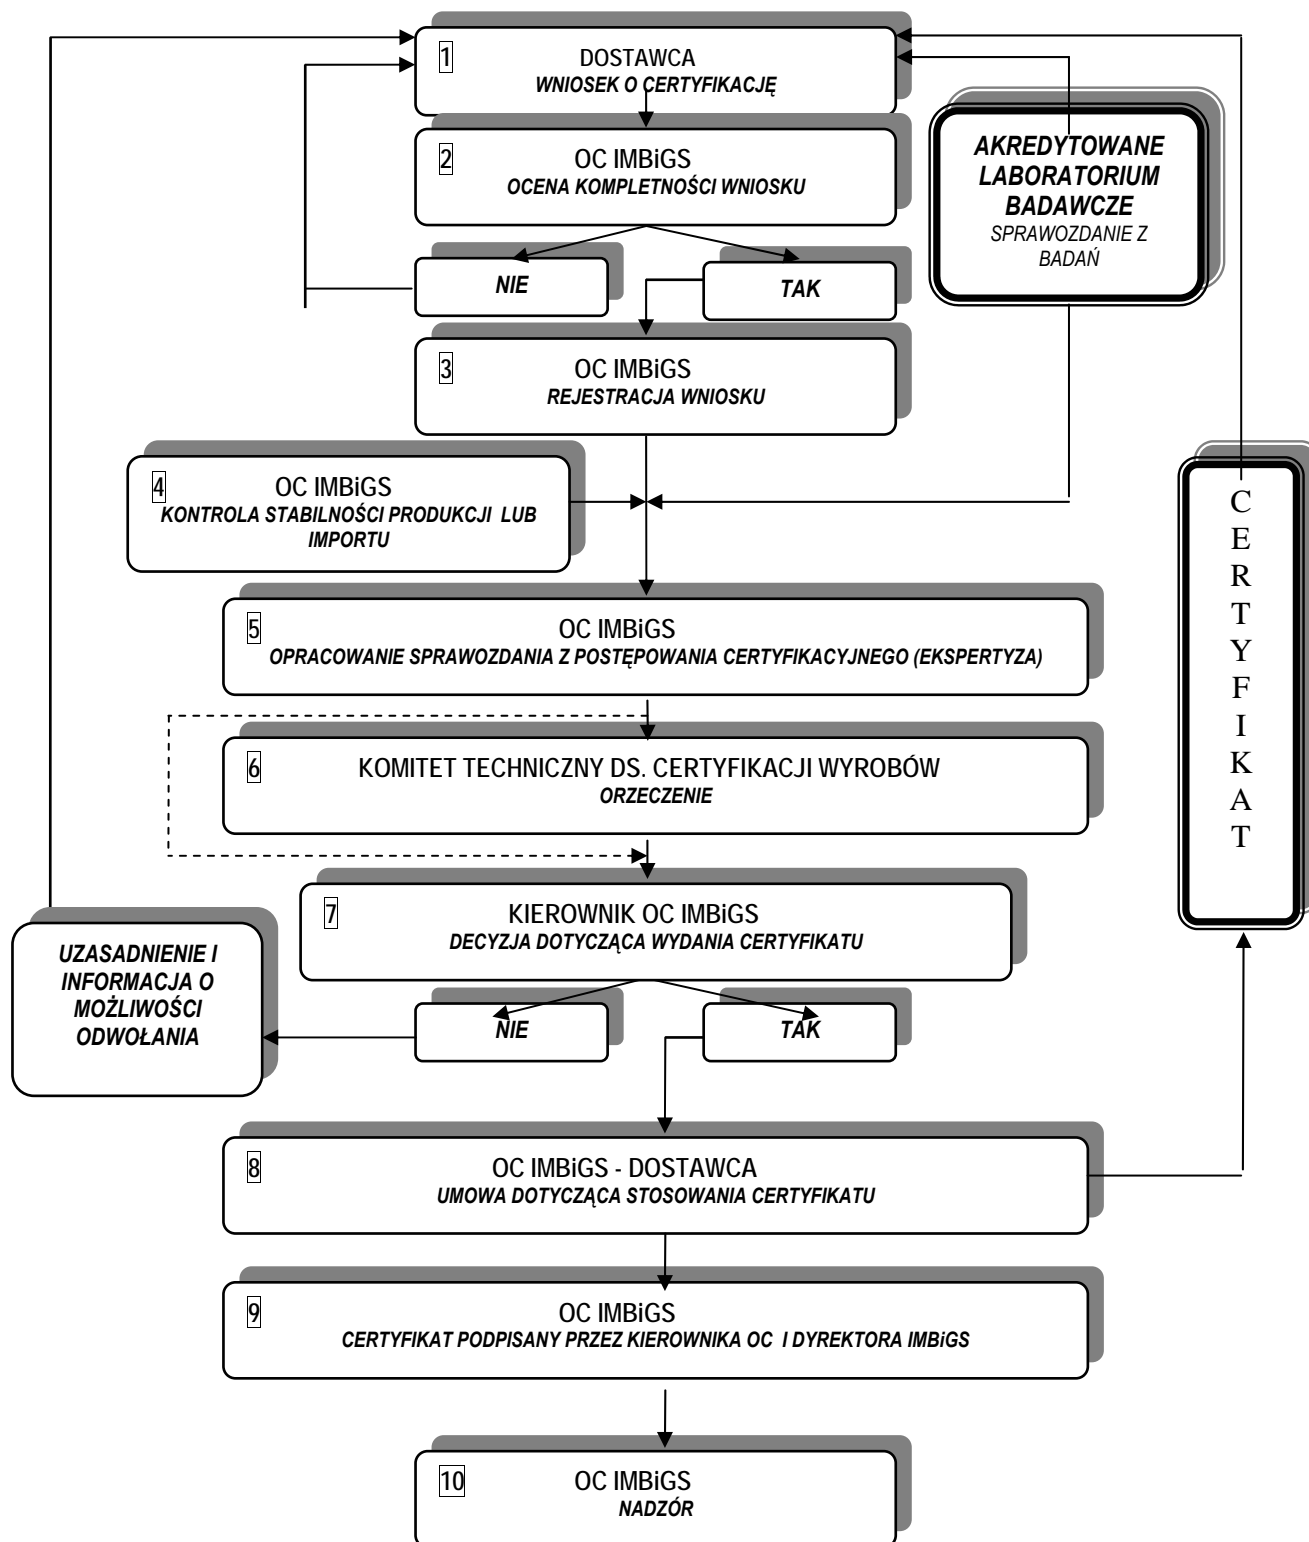 1
DOSTAWCA
WNIOSEK O CERTYFIKACJĘ
2
OC IMBiGS
OCENA KOMPLETNOŚCI WNIOSKU
AKREDYTOWANE
LABORATORIUM
BADAWCZE
SPRAWOZDANIE Z
BADAŃ
NIE
TAK
3
OC IMBiGS
REJESTRACJA WNIOSKU
4
OC IMBiGS
KONTROLA STABILNOŚCI PRODUKCJI LUB
IMPORTU
C
E
R
T
Y
F
I
K
A
T
5
OC IMBiGS
OPRACOWANIE SPRAWOZDANIA Z POSTĘPOWANIA CERTYFIKACYJNEGO (EKSPERTYZA)
6
KOMITET TECHNICZNY DS. CERTYFIKACJI WYROBÓW
ORZECZENIE
7
KIEROWNIK OC IMBiGS
DECYZJA DOTYCZĄCA WYDANIA CERTYFIKATU
UZASADNIENIE I
INFORMACJA O
MOŻLIWOŚCI
ODWOŁANIA
NIE
TAK
8
OC IMBiGS - DOSTAWCA
UMOWA DOTYCZĄCA STOSOWANIA CERTYFIKATU
9
OC IMBiGS
CERTYFIKAT PODPISANY PRZEZ KIEROWNIKA OC I DYREKTORA IMBiGS
10
OC IMBiGS
NADZÓR